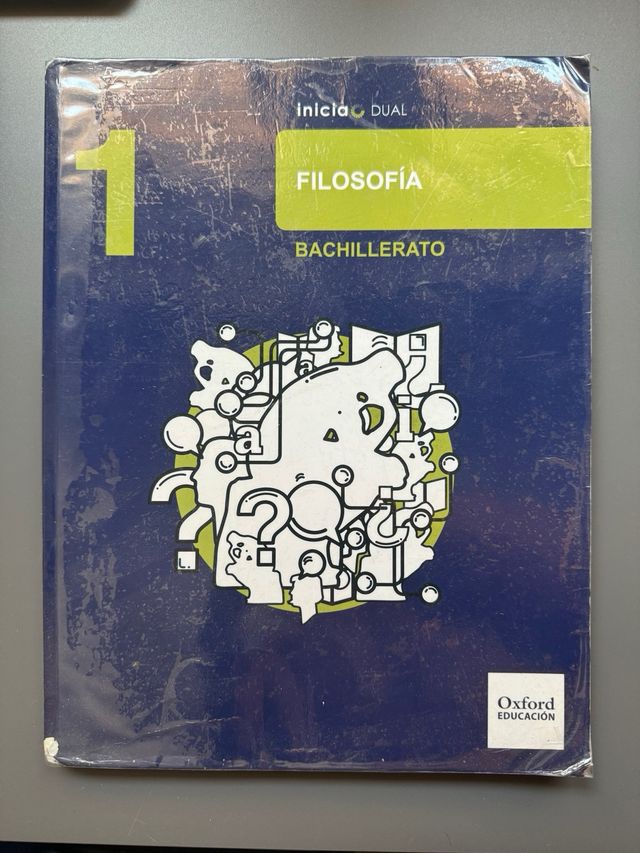 inicia DUAL
1
FILOSOFÍA
BACHILLERATO
a
a
A
?
?
?
Oxford
EDUCACIÓN